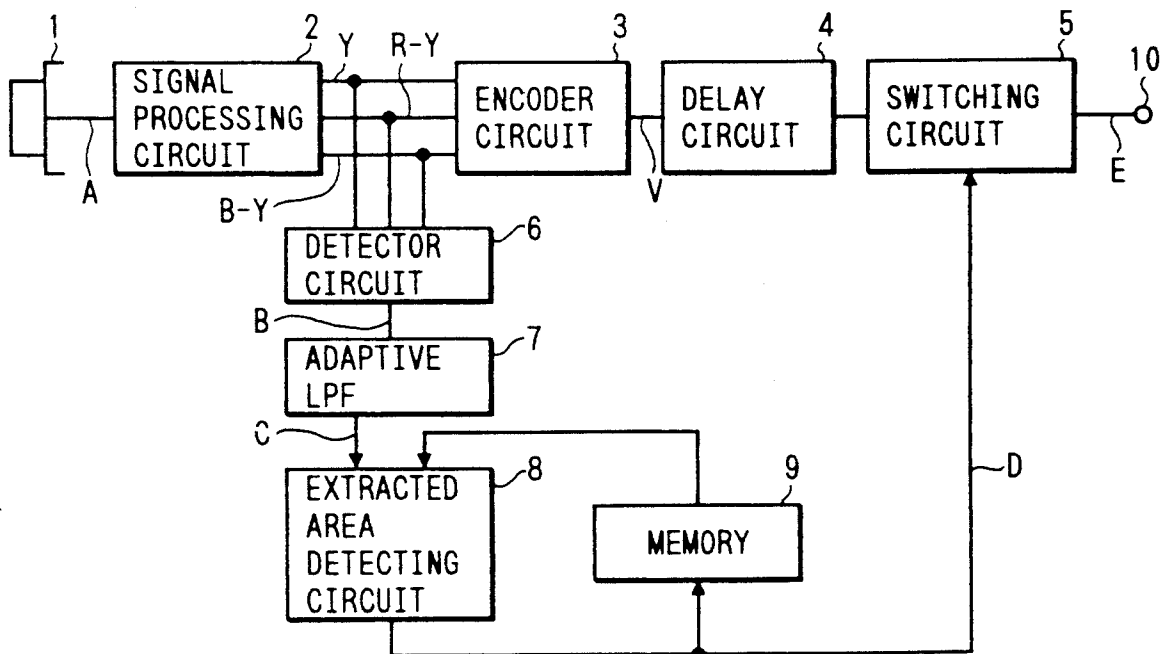 1
2
Y
R-Y
3
4
5
10
SIGNAL
PROCESSING
CIRCUIT
ENCODER
CIRCUIT
DELAY
CIRCUIT
SWITCHING
CIRCUIT
A
B-Y
V
E
6
DETECTOR
CIRCUIT
B
7
ADAPTIVE
LPF
C
8
EXTRACTED
AREA
DETECTING
CIRCUIT
9
MEMORY
D